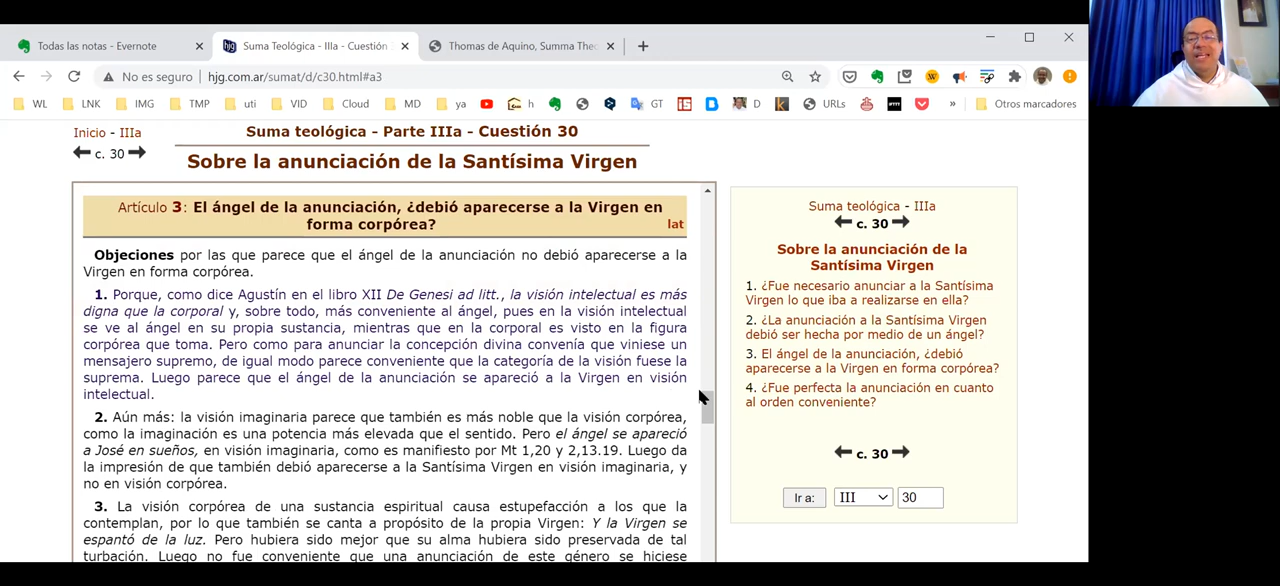 Todas las notas - Evernote
Suma Teológica - IIIa - Cuestión
Thomas de Aquino, Summa Theo
No es seguro
hjg.com.ar/sumat/d/c30.html#a3
WL LNK IMG TMP uti VID Cloud MD ya h GT D URLs » Otros marcadores
Inicio - IIIa
c. 30
Suma teológica - Parte IIIa - Cuestión 30
Sobre la anunciación de la Santísima Virgen
Artículo 3: El ángel de la anunciación, ¿debió aparecerse a la Virgen en
forma corpórea?
lat
Objeciones por las que parece que el ángel de la anunciación no debió aparecerse a la
Virgen en forma corpórea.
1. Porque, como dice Agustín en el libro XII De Genesi ad litt., la visión intelectual es más
digna que la corporal y, sobre todo, más conveniente al ángel, pues en la visión intelectual
se ve al ángel en su propia sustancia, mientras que en la corporal es visto en la figura
corpórea que toma. Pero como para anunciar la concepción divina convenía que viniese un
mensajero supremo, de igual modo parece conveniente que la categoría de la visión fuese la
suprema. Luego parece que el ángel de la anunciación se apareció a la Virgen en visión
intelectual.
2. Aún más: la visión imaginaria parece que también es más noble que la visión corpórea,
como la imaginación es una potencia más elevada que el sentido. Pero el ángel se apareció
a José en sueños, en visión imaginaria, como es manifiesto por Mt 1,20 y 2,13.19. Luego da
la impresión de que también debió aparecerse a la Santísima Virgen en visión imaginaria, y
no en visión corpórea.
3. La visión corpórea de una sustancia espiritual causa estupefacción a los que la
contemplan, por lo que también se canta a propósito de la propia Virgen: Y la Virgen se
espantó de la luz. Pero hubiera sido mejor que su alma hubiera sido preservada de tal
turbación. Luego no fue conveniente que una anunciación de este género se hiciese
Suma teológica - IIIa
c. 30
Sobre la anunciación de la
Santísima Virgen
1. ¿Fue necesario anunciar a la Santísima
Virgen lo que iba a realizarse en ella?
2. ¿La anunciación a la Santísima Virgen
debió ser hecha por medio de un ángel?
3. El ángel de la anunciación, ¿debió
aparecerse a la Virgen en forma corpórea?
4. ¿Fue perfecta la anunciación en cuanto
al orden conveniente?
c. 30
Ir a: III 30